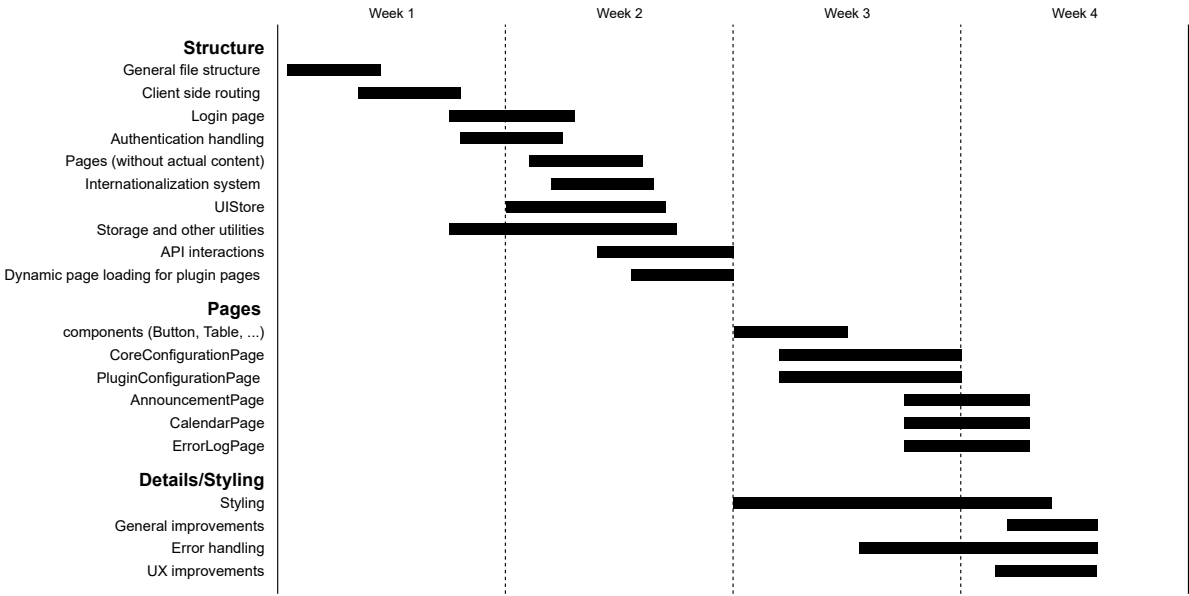 Week 1 Week 2 Week 3 Week 4
Structure
General file structure
Client side routing
Login page
Authentication handling
Pages (without actual content)
Internationalization system
UIStore
Storage and other utilities
API interactions
Dynamic page loading for plugin pages
Pages
components (Button, Table, ...)
CoreConfigurationPage
PluginConfigurationPage
AnnouncementPage
CalendarPage
ErrorLogPage
Details/Styling
Styling
General improvements
Error handling
UX improvements